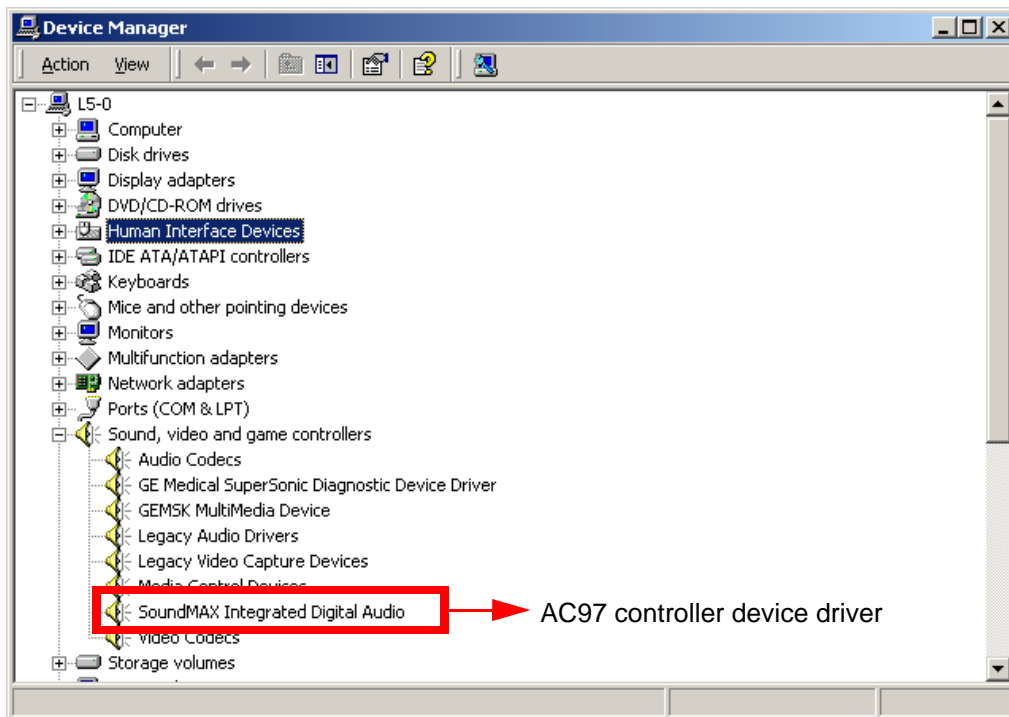 Device Manager
Action View
L5-0
Computer
Disk drives
Display adapters
DVD/CD-ROM drives
Human Interface Devices
IDE ATA/ATAPI controllers
Keyboards
Mice and other pointing devices
Monitors
Multifunction adapters
Network adapters
Ports (COM & LPT)
Sound, video and game controllers
Audio Codecs
GE Medical SuperSonic Diagnostic Device Driver
GEMSK MultiMedia Device
Legacy Audio Drivers
Legacy Video Capture Devices
Media Control Devices
SoundMAX Integrated Digital Audio
AC97 controller device driver
Video Codecs
Storage volumes